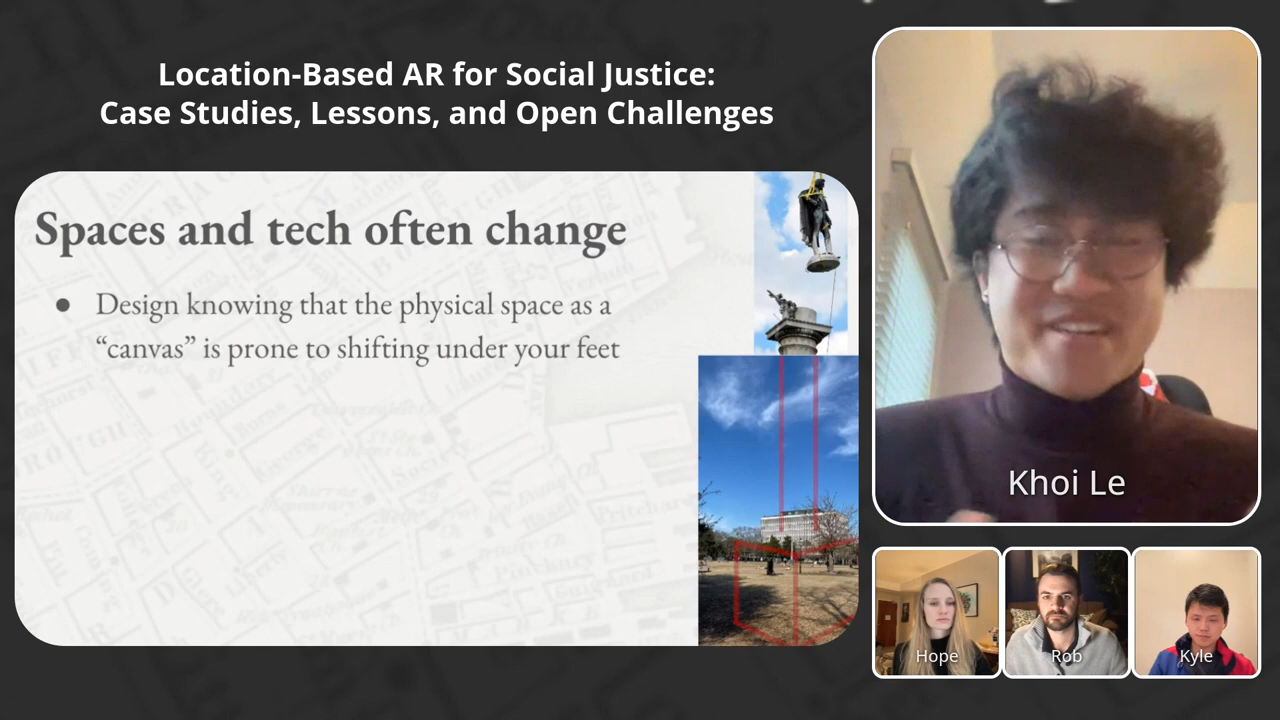 Location-Based AR for Social Justice:
Case Studies, Lessons, and Open Challenges
Spaces and tech often change
● Design knowing that the physical space as a
“canvas” is prone to shifting under your feet
Khoi Le
Hope
Rob
Kyle